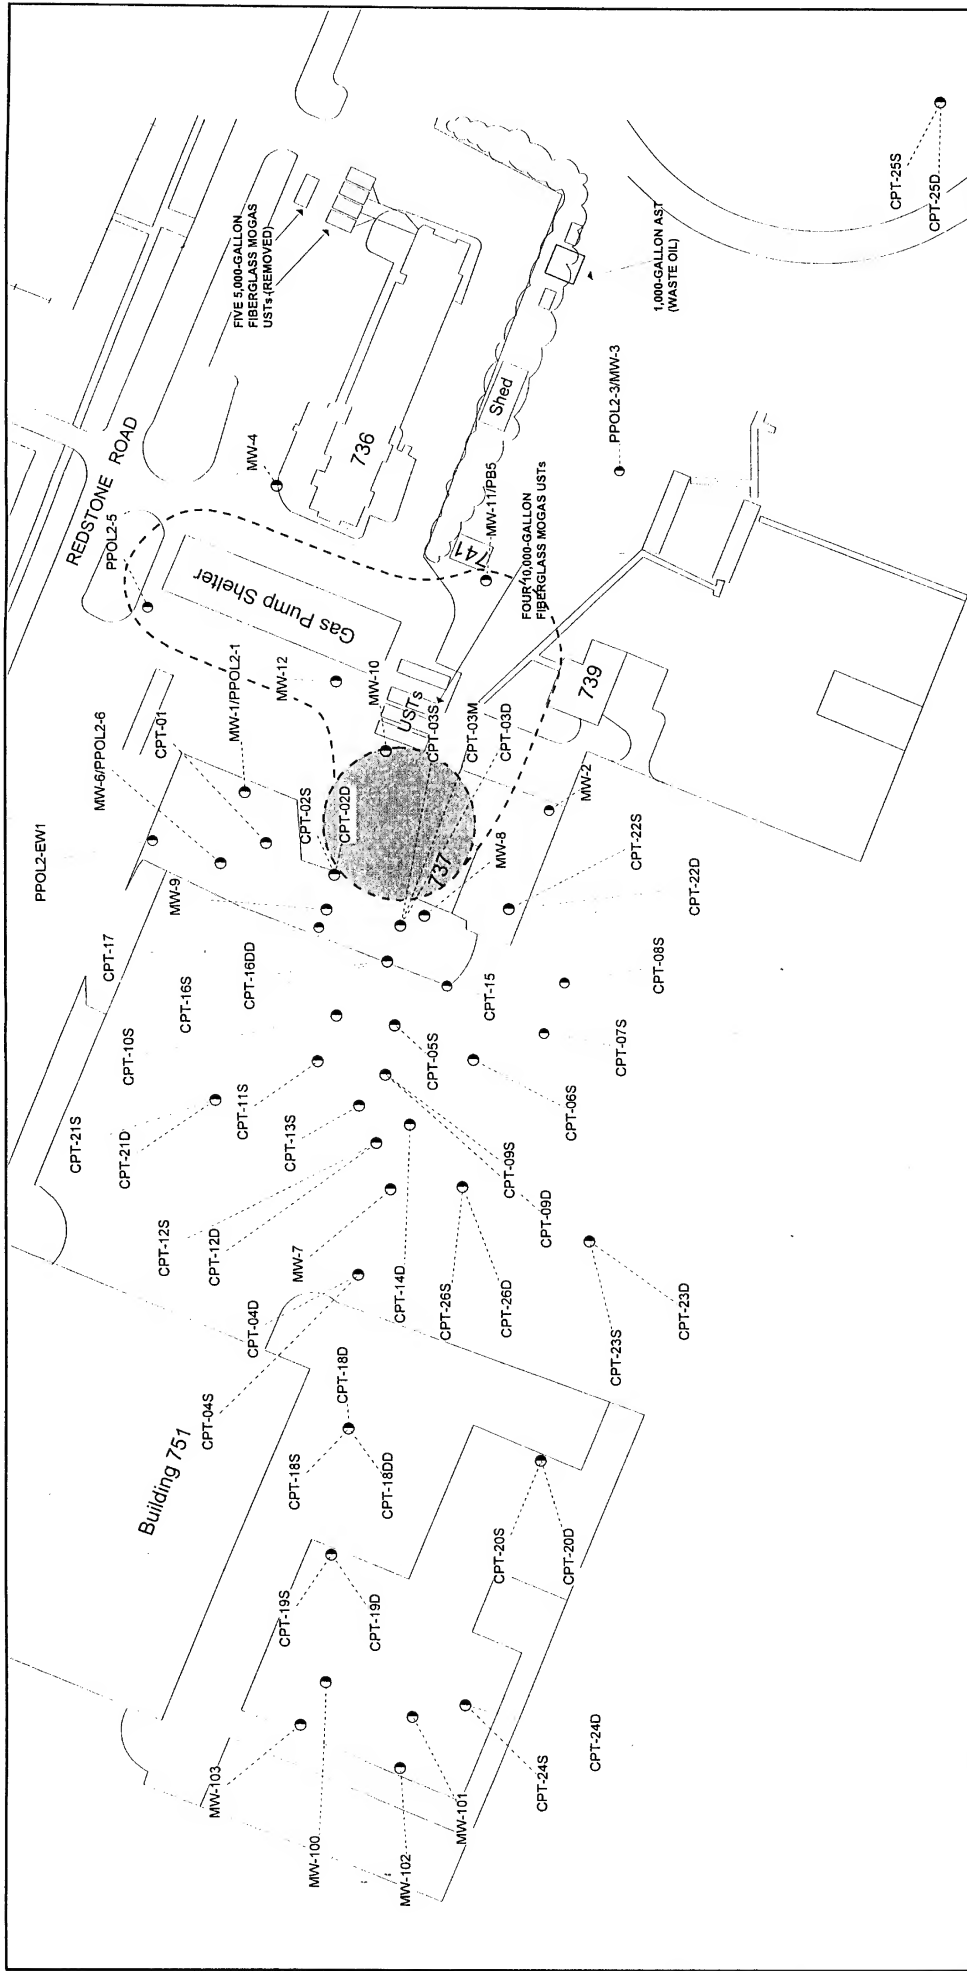 REDSTONE ROAD
FIVE 5,000-GALLON
FIBERGLASS MOGAS
USTs (REMOVED)
PPOL2-5
MW-4
736
Gas Pump Shelter
Shed
741
MW-11/PB5
1,000-GALLON AST
(WASTE OIL)
CPT-25S
CPT-25D
PPOL2-3/MW-3
FOUR 10,000-GALLON
FIBERGLASS MOGAS USTs
739
PPOL2-EW1
MW-6/PPOL2-6
CPT-01
MW-1/PPOL2-1
MW-12
MW-10
USTs
CPT-03S
CPT-03M
CPT-03D
CPT-02S
CPT-02D
737
MW-8
MW-2
CPT-22S
CPT-22D
MW-9
CPT-17
CPT-16S
CPT-16DD
CPT-10S
CPT-15
CPT-08S
CPT-07S
CPT-05S
CPT-06S
CPT-21S
CPT-21D
CPT-11S
CPT-13S
CPT-09S
CPT-09D
CPT-12S
CPT-12D
MW-7
CPT-14D
CPT-26S
CPT-26D
CPT-23S
CPT-23D
CPT-04D
CPT-04S
Building 751
CPT-18S
CPT-18D
CPT-18DD
CPT-19S
CPT-19D
CPT-20S
CPT-20D
MW-103
MW-100
MW-102
MW-101
CPT-24S
CPT-24D